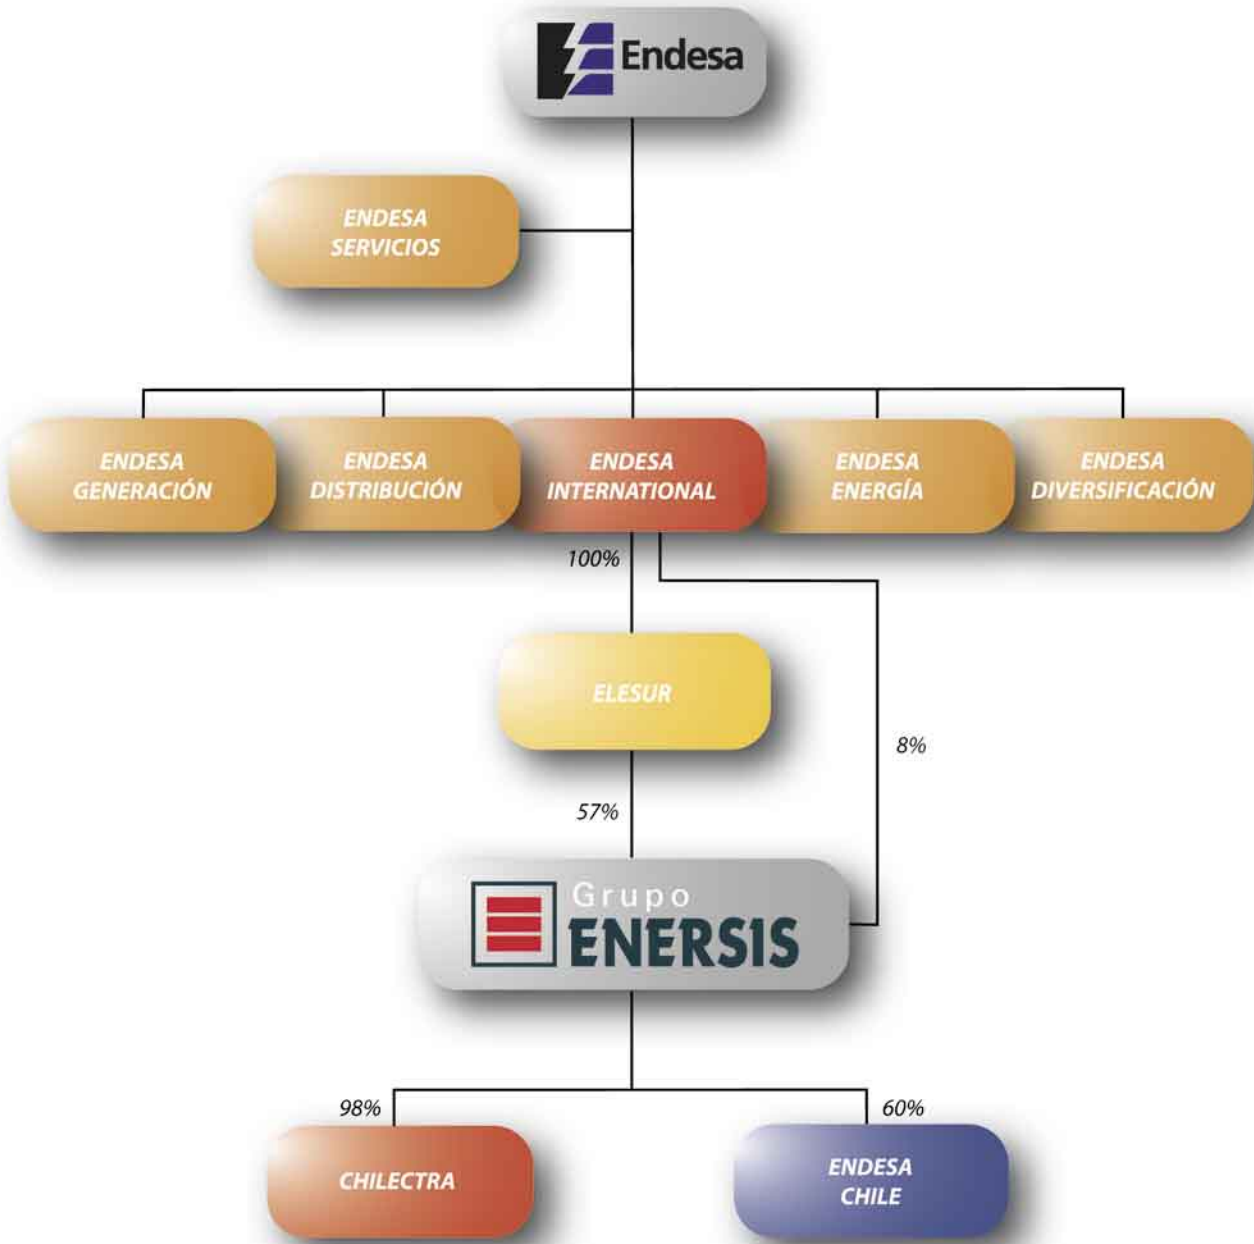 Endesa
ENDESA
SERVICIOS
ENDESA
GENERACIÓN
ENDESA
DISTRIBUCIÓN
ENDESA
INTERNATIONAL
ENDESA
ENERGÍA
ENDESA
DIVERSIFICACIÓN
100%
ELESUR
8%
57%
Grupo
ENERSIS
98%
60%
CHILECTRA
ENDESA
CHILE